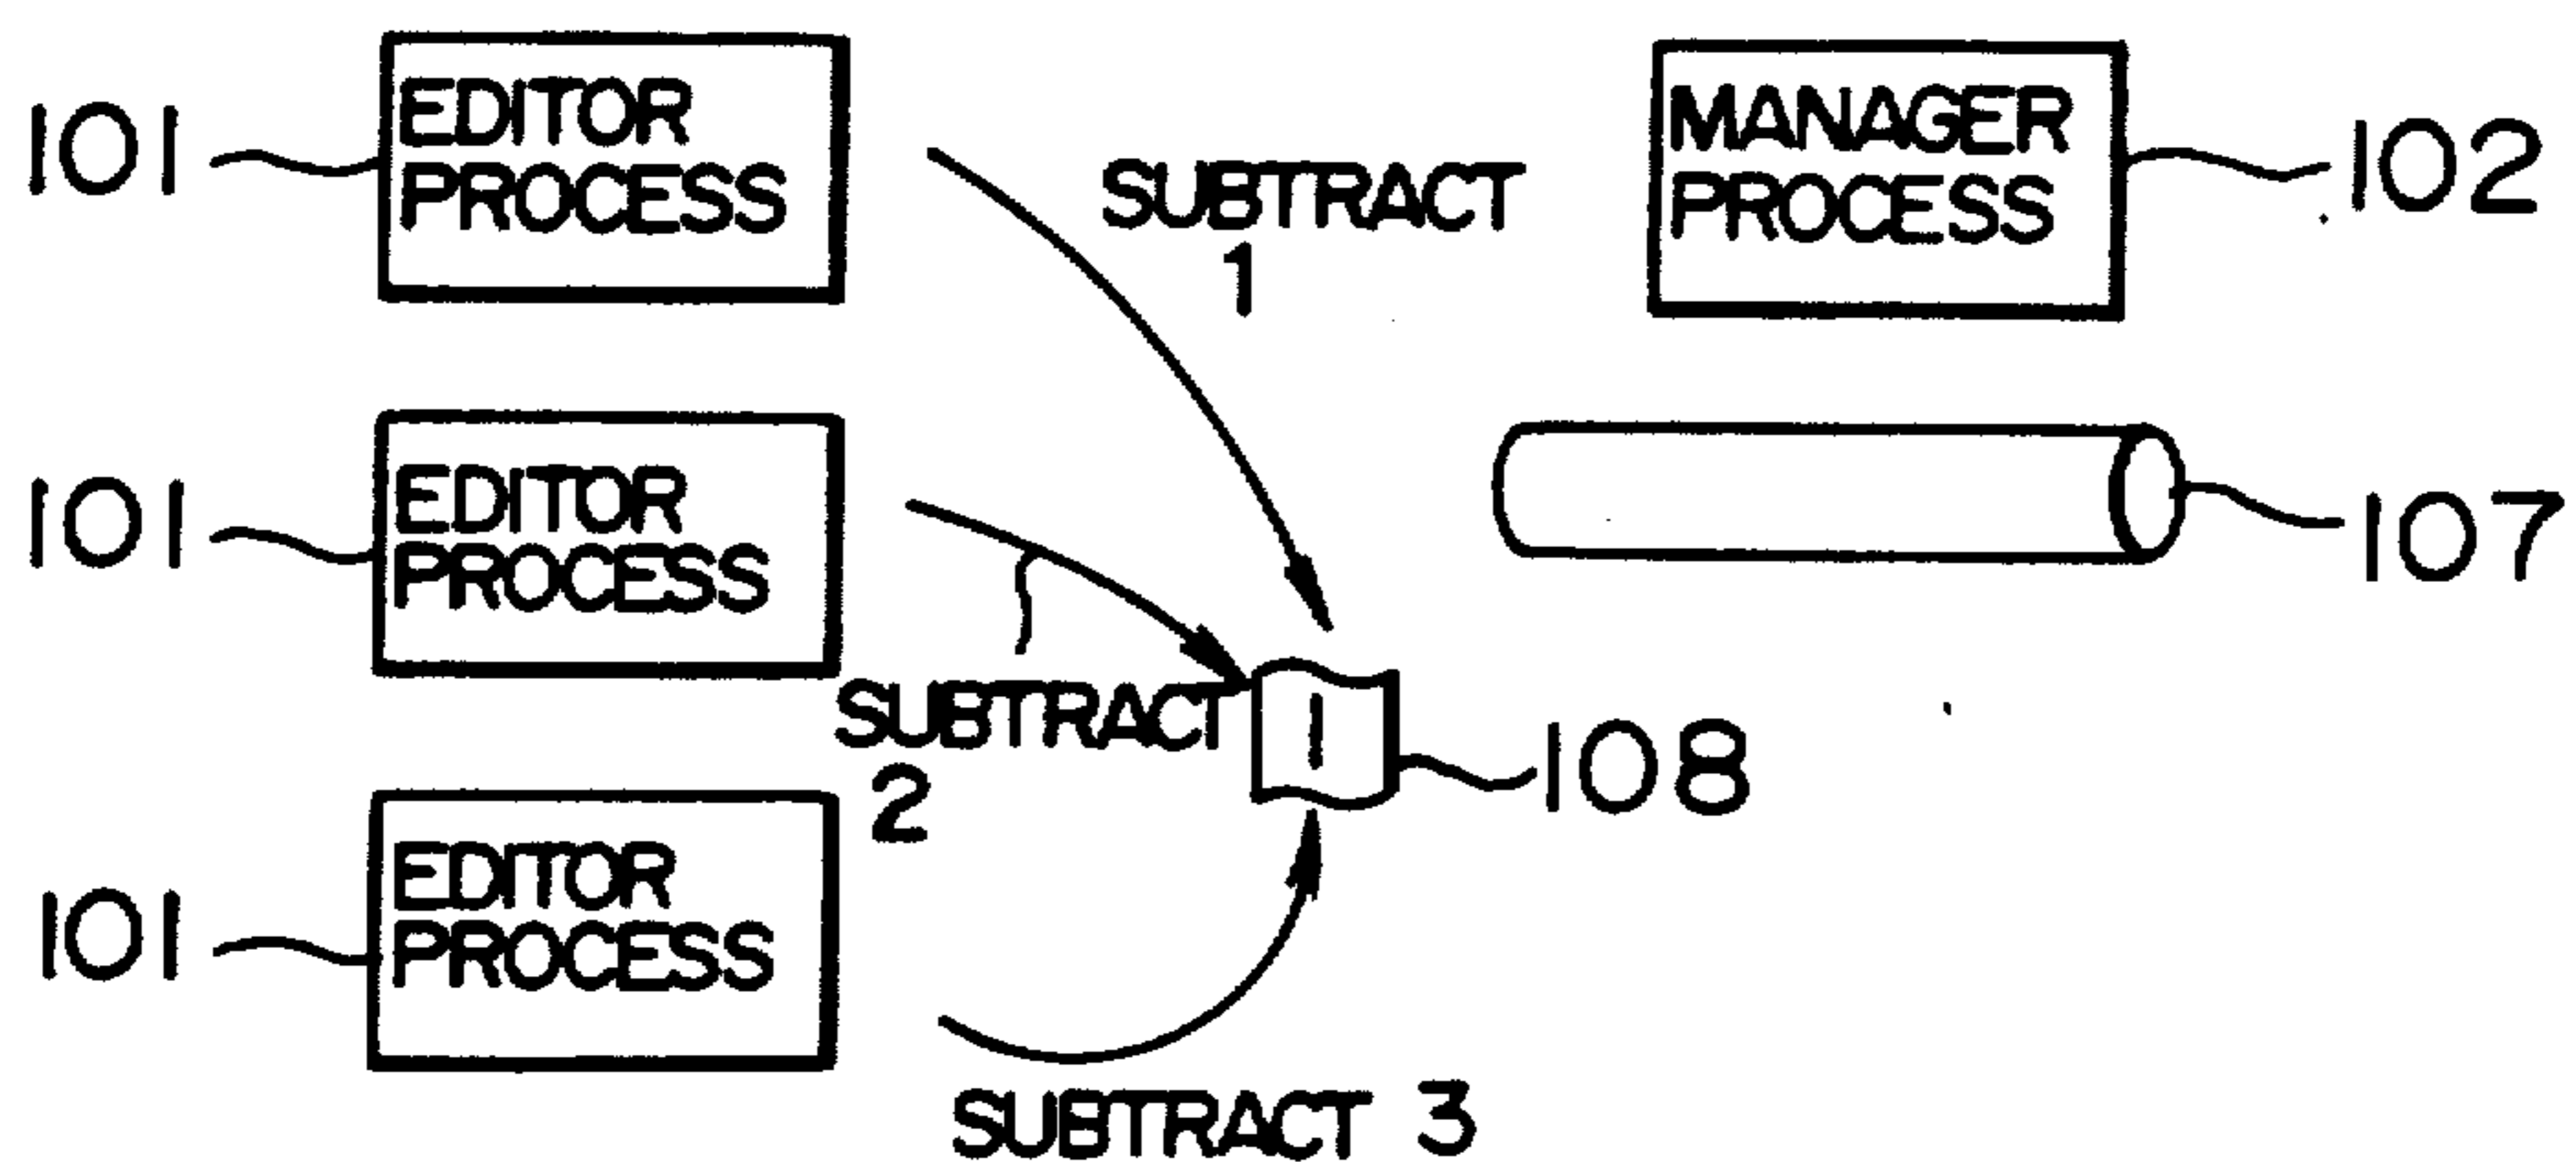 101
EDITOR
PROCESS
SUBTRACT
1
MANAGER
PROCESS
102
101
EDITOR
PROCESS
107
SUBTRACT
2
1
108
101
EDITOR
PROCESS
SUBTRACT 3